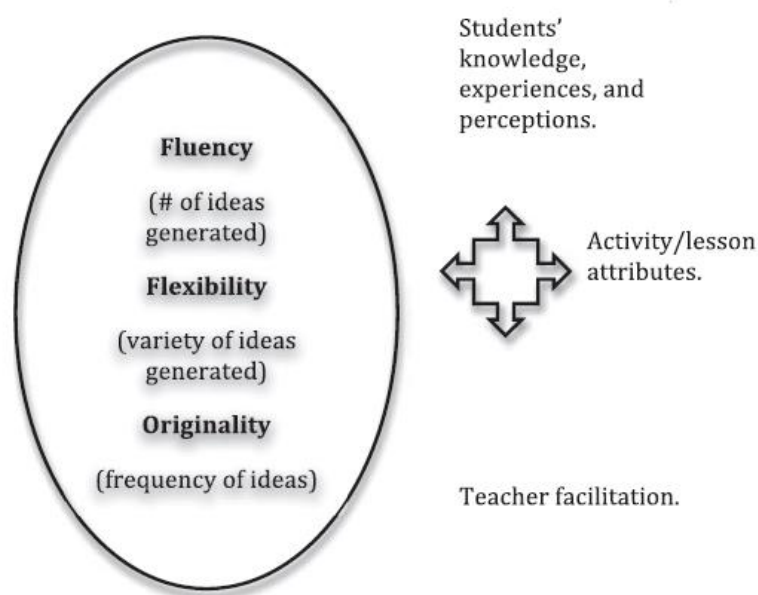 Fluency
(# of ideas
generated)
Flexibility
(variety of ideas
generated)
Originality
(frequency of ideas)
Students'
knowledge,
experiences, and
perceptions.
Activity/lesson
attributes.
Teacher facilitation.